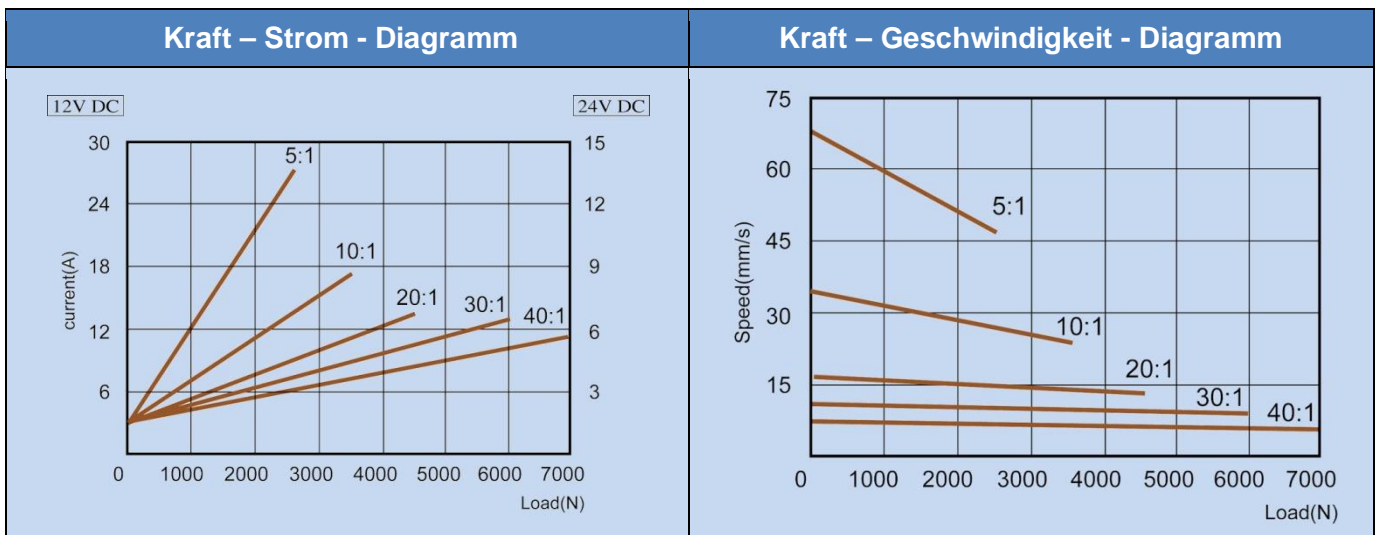 Kraft – Strom - Diagramm
12V DC
24V DC
30
24
18
12
6
15
12
9
6
3
current(A)
5:1
10:1
20:1
30:1
40:1
0 1000 2000 3000 4000 5000 6000 7000
Load(N)
Kraft – Geschwindigkeit - Diagramm
75
60
45
30
15
Speed(mm/s)
5:1
10:1
20:1
30:1
40:1
0 1000 2000 3000 4000 5000 6000 7000
Load(N)